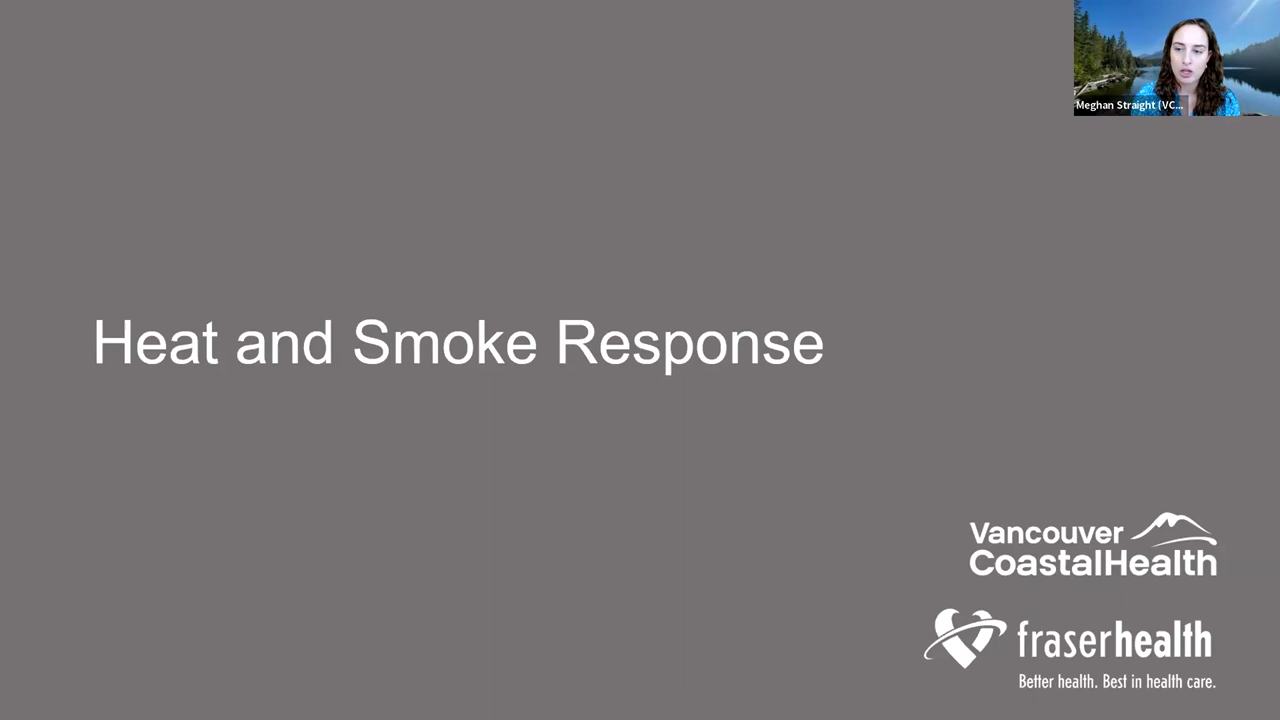 Meghan Straight (VC...
Heat and Smoke Response
Vancouver
CoastalHealth
fraserhealth
Better health. Best in health care.